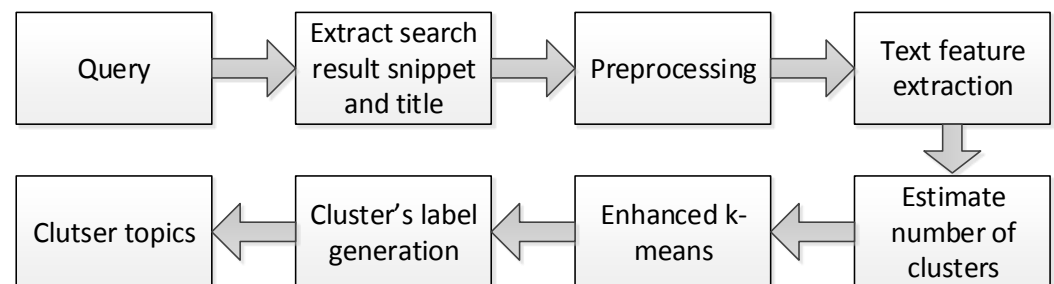 Query
Extract search
result snippet
and title
Preprocessing
Text feature
extraction
Estimate
number of
clusters
Enhanced k-
means
Cluster's label
generation
Clutser topics